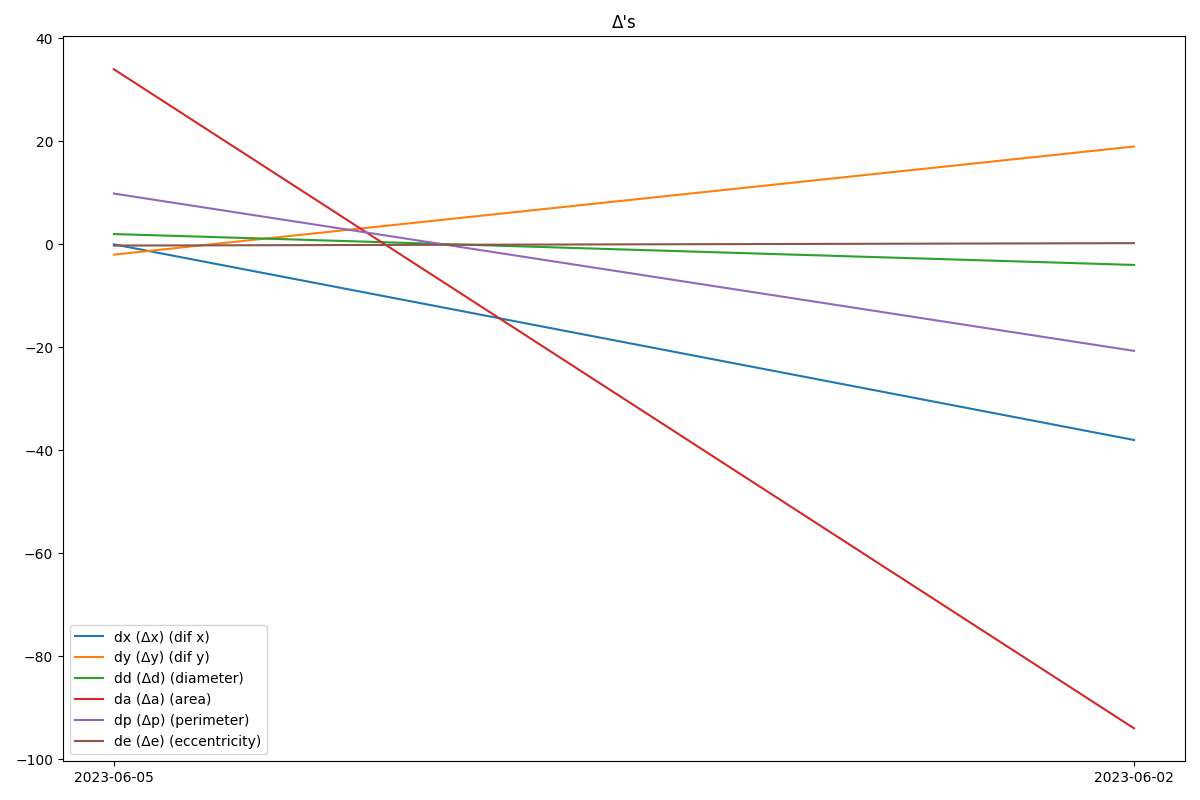 Δ's
40
20
0
−20
−40
−60
−80
−100
dx (Δx) (dif x)
dy (Δy) (dif y)
dd (Δd) (diameter)
da (Δa) (area)
dp (Δp) (perimeter)
de (Δe) (eccentricity)
2023-06-05
2023-06-02